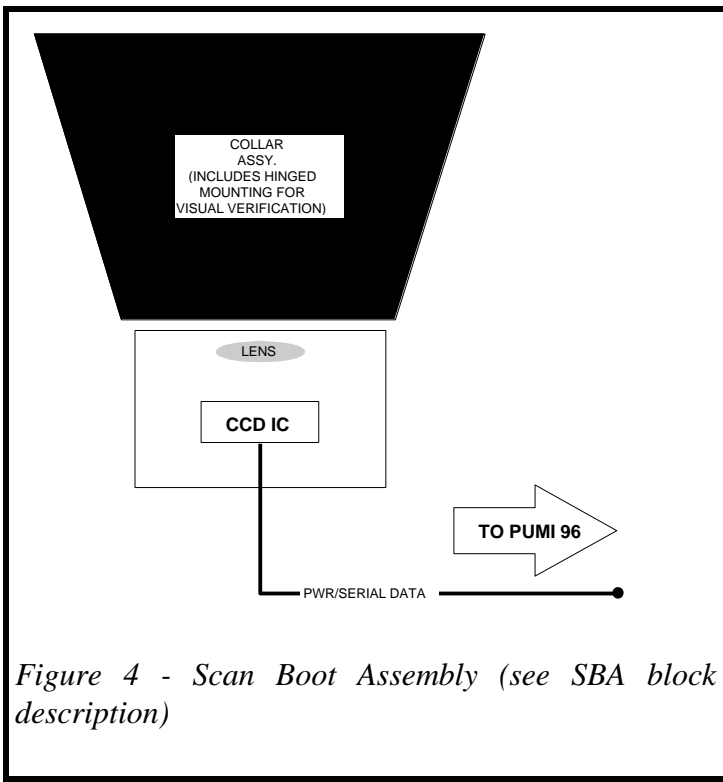 COLLAR
ASSY.
(INCLUDES HINGED
MOUNTING FOR
VISUAL VERIFICATION)
LENS
CCD IC
TO PUMI 96
PWR/SERIAL DATA
Figure 4 - Scan Boot Assembly (see SBA block
description)